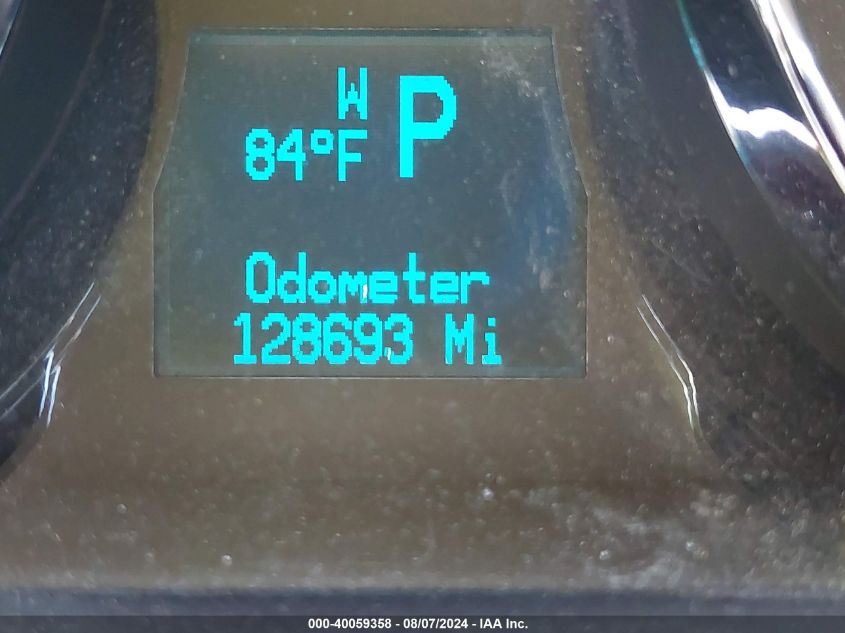 W P
84°F
Odometer
128693 Mi
000-40059358 - 08/07/2024 - IAA Inc.